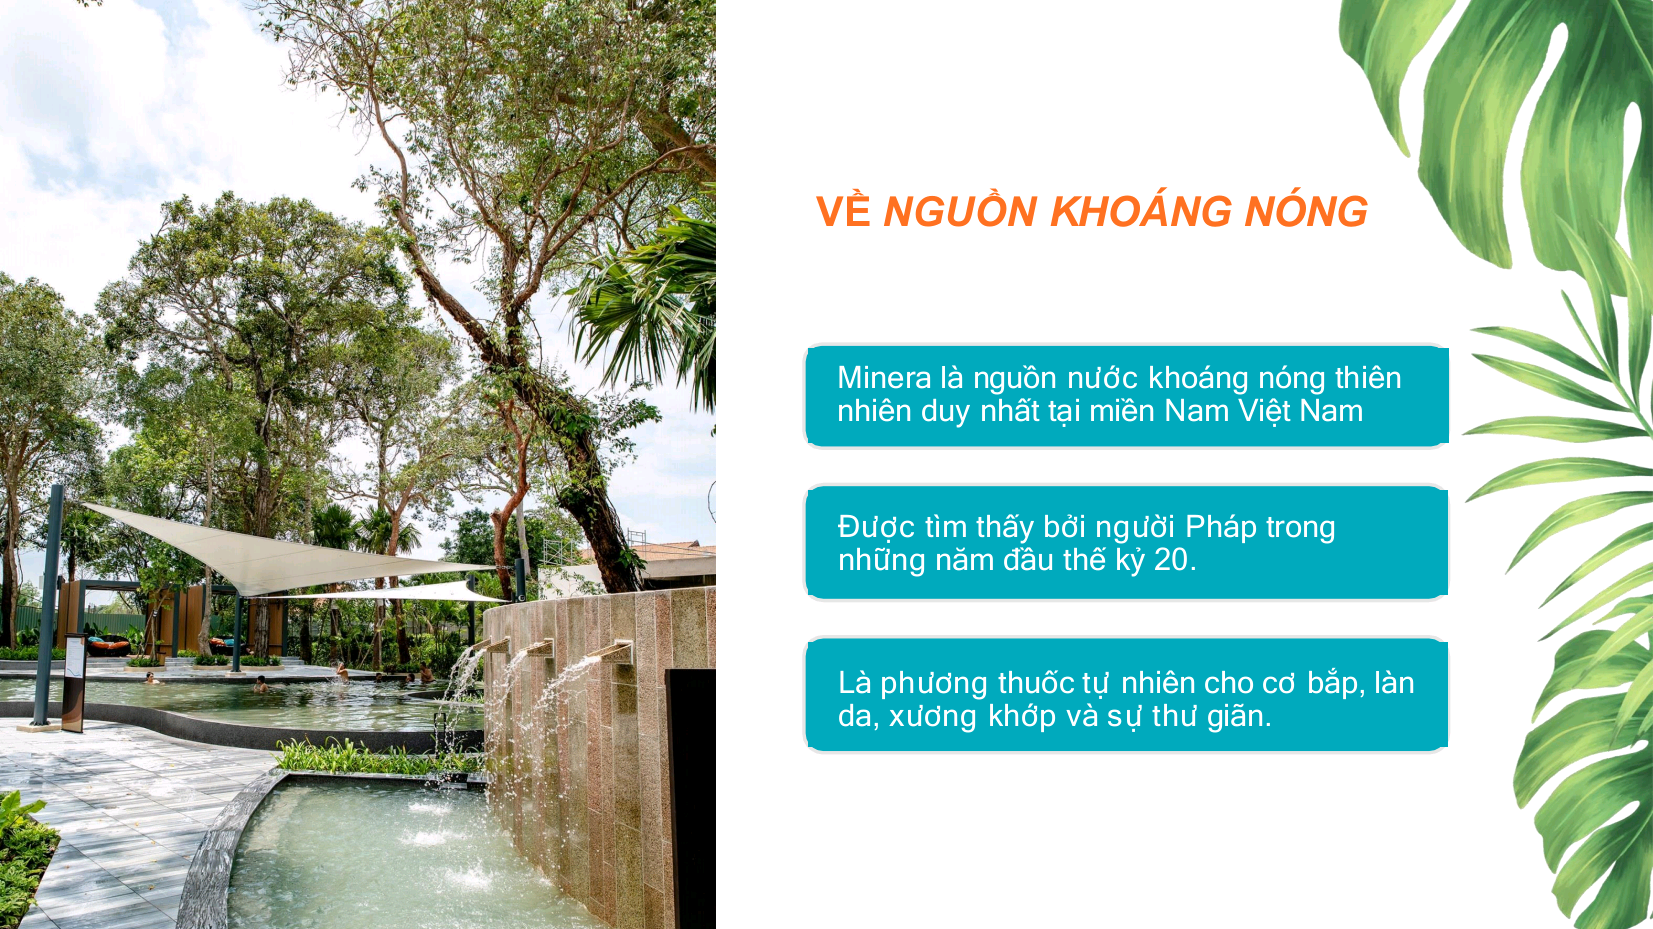 VỀ NGUỒN KHOÁNG NÓNG
Minera là nguồn nước khoáng nóng thiên
nhiên duy nhất tại miền Nam Việt Nam
Được tìm thấy bởi người Pháp trong
những năm đầu thế kỷ 20.
Là phương thuốc tự nhiên cho cơ bắp, làn
da, xương khớp và sự thư giãn.